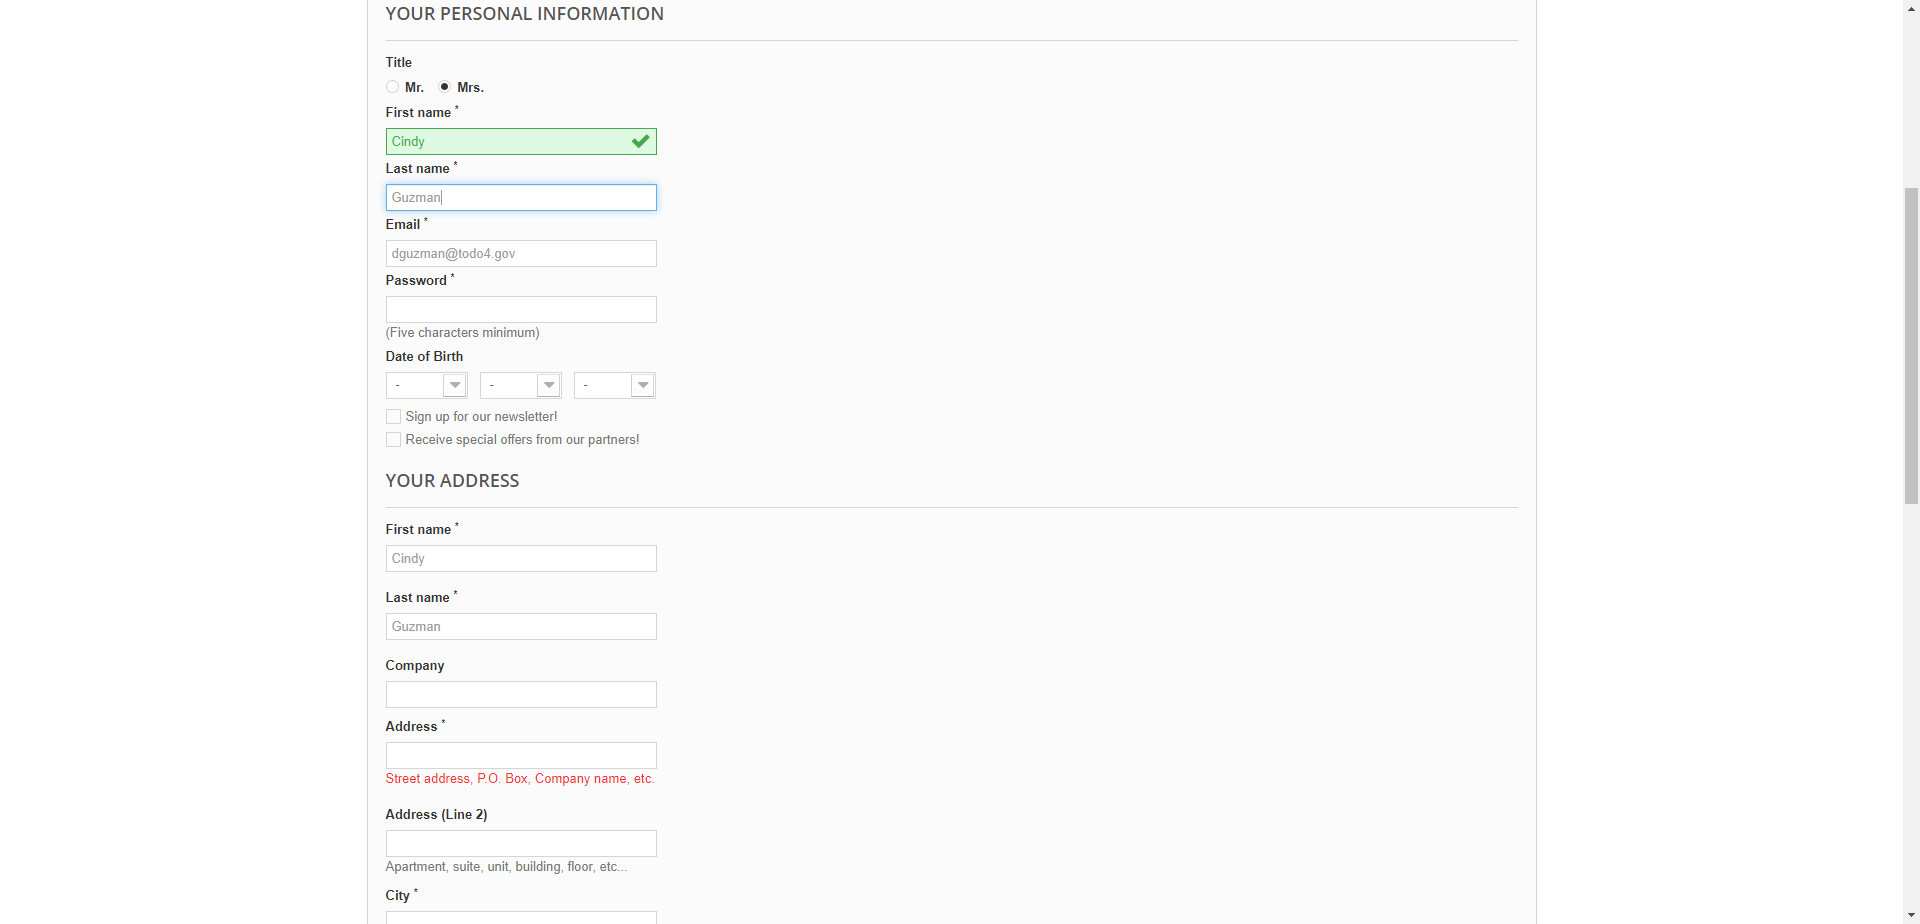 YOUR PERSONAL INFORMATION
Title
Mr. Mrs.
First name *
Cindy
Last name *
Guzman
Email *
dguzman@todo4.gov
Password *
(Five characters minimum)
Date of Birth
- - -
Sign up for our newsletter!
Receive special offers from our partners!
YOUR ADDRESS
First name *
Cindy
Last name *
Guzman
Company
Address *
Street address, P.O. Box, Company name, etc.
Address (Line 2)
Apartment, suite, unit, building, floor, etc...
City *